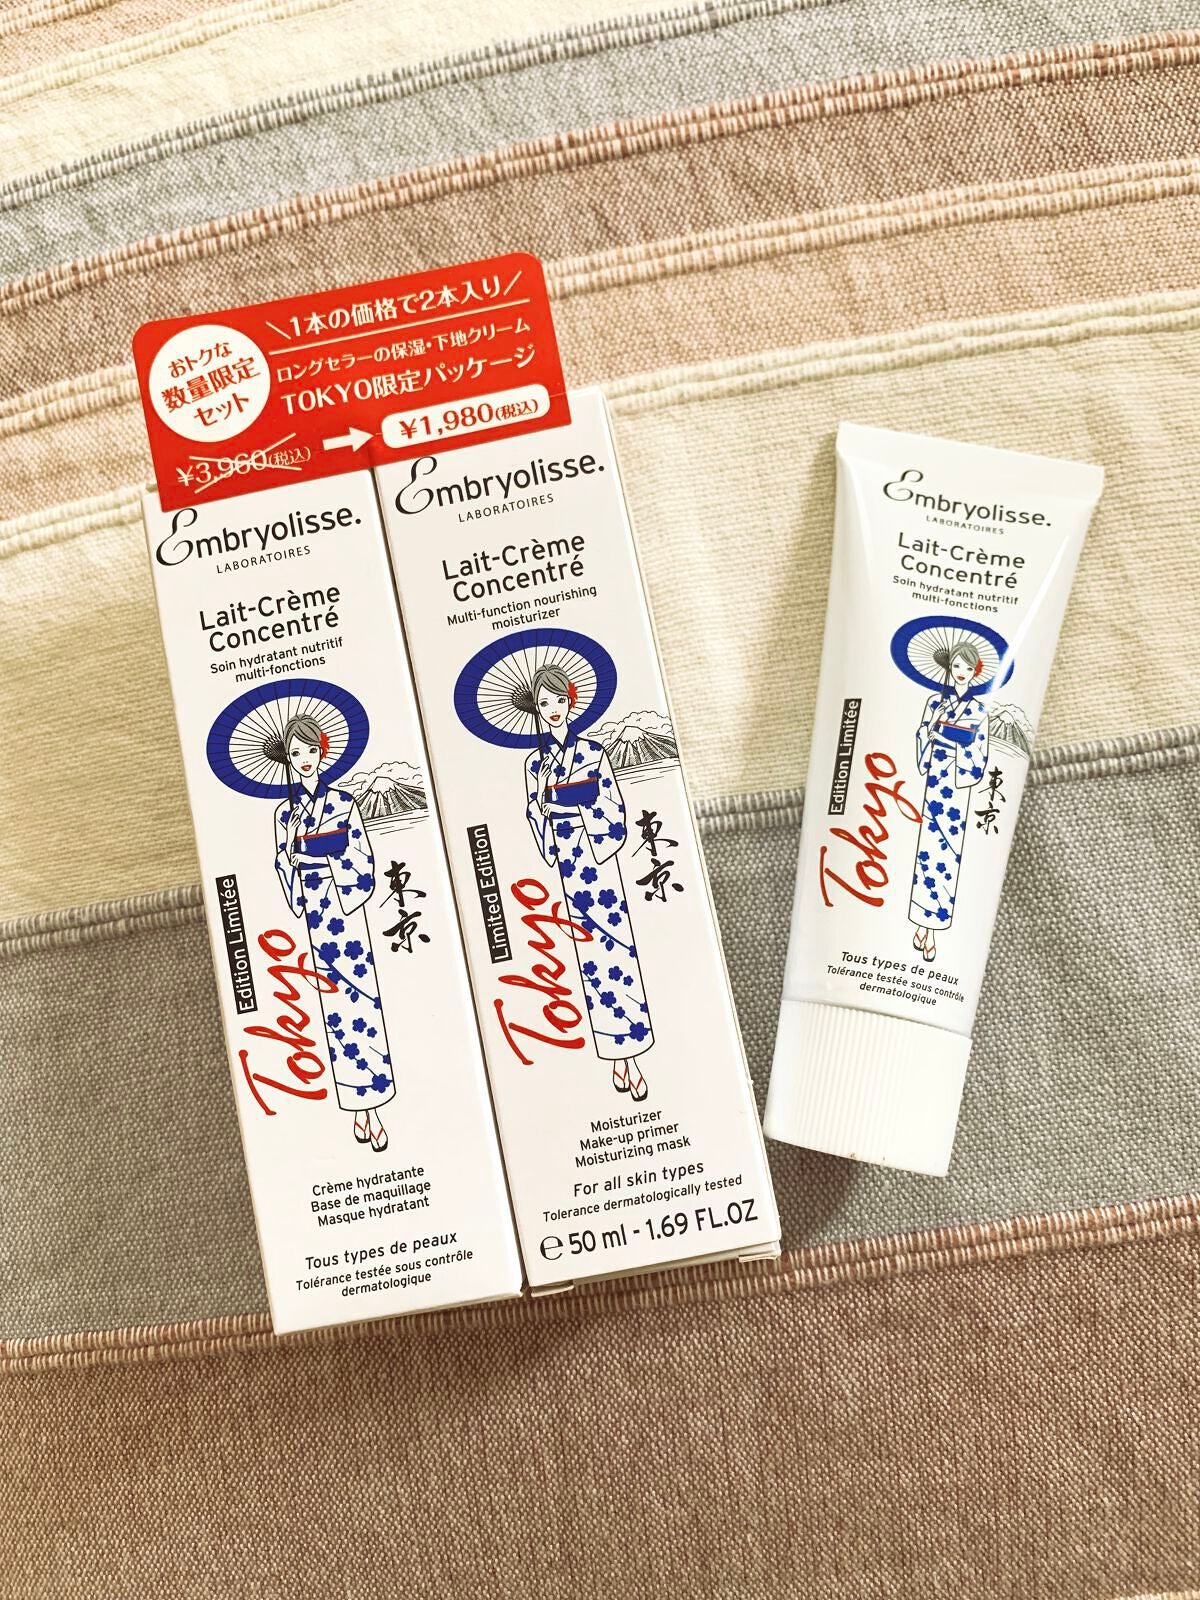 おトクな
数量限定
セット
＼1本の価格で2本入り／
ロングセラーの保湿・下地クリーム
TOKYO限定パッケージ
¥3,960(税込)
¥1,980(税込)
Embryolisse.
LABORATOIRES
Lait-Crème
Concentré
Soin hydratant nutritif
multi-fonctions
Edition Limitée
Tokyo
東京
Crème hydratante
Base de maquillage
Masque hydratant
Tous types de peaux
Tolérance testée sous contrôle
dermatologique
Embryolisse.
LABORATOIRES
Lait-Crème
Concentré
Multi-function nourishing
moisturizer
Limited Edition
Tokyo
東京
Moisturizer
Make-up primer
Moisturizing mask
For all skin types
Tolerance dermatologically tested
℮ 50 ml - 1.69 FL.OZ
Embryolisse.
LABORATOIRES
Lait-Crème
Concentré
Soin hydratant nutritif
multi-fonctions
Edition Limitée
Tokyo
東京
Tous types de peaux
Tolérance testée sous contrôle
dermatologique